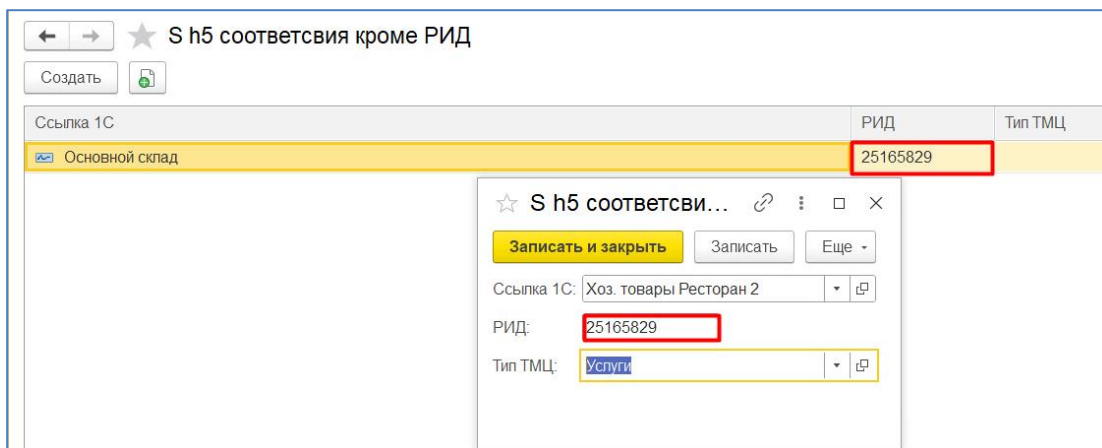 S h5 соответсвия кроме РИД
Создать
Ссылка 1С РИД Тип ТМЦ
Основной склад 25165829
S h5 соответсви...
Записать и закрыть Записать Еще
Ссылка 1С: Хоз. товары Ресторан 2
РИД: 25165829
Тип ТМЦ: Услуги